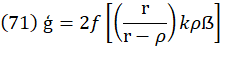 (71) ģ = 2f [(r / r − ρ) kρß]